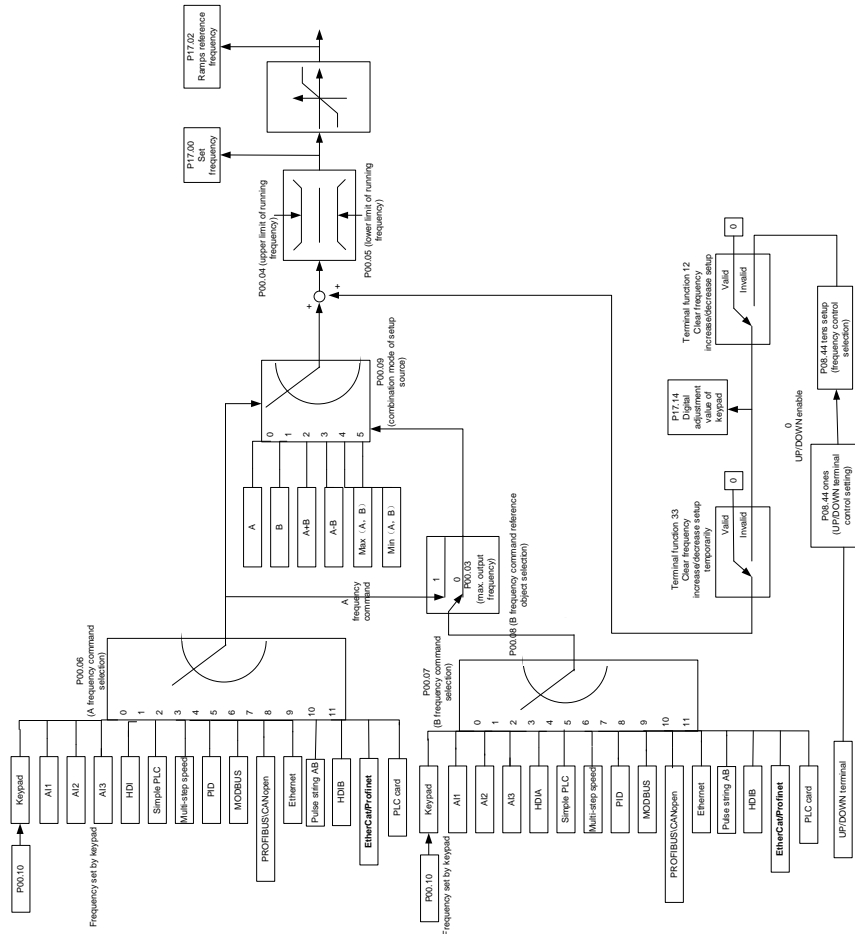 P17.02
Ramps reference
frequency
P17.00
Set
frequency
P00.04 (upper limit of running
frequency)
P00.05 (lower limit of running
frequency)
+
+
P00.09
(combination mode of setup
source)
0
1
2
3
4
5
A
B
A+B
A-B
Max（A，B）
Min（A，B）
A
frequency
command
1
0
P00.03
(max. output
frequency)
P00.08 (B frequency command reference
object selection)
P00.06
(A frequency command
selection)
0
1
2
3
4
5
6
7
8
9
10
11
Keypad
AI1
AI2
AI3
HDI
Simple PLC
Multi-step speed
PID
MODBUS
PROFIBUS\CANopen
Ethernet
Pulse string AB
HDIB
EtherCat/Profinet
PLC card
P00.10
Frequency set by keypad
P00.07
(B frequency command
selection)
0
1
2
3
4
5
6
7
8
9
10
11
Keypad
AI1
AI2
AI3
HDIA
Simple PLC
Multi-step speed
PID
MODBUS
PROFIBUS\CANopen
Ethernet
Pulse string AB
HDIB
EtherCat/Profinet
PLC card
P00.10
Frequency set by keypad
Terminal function 12
Clear frequency
increase/decrease setup
Valid
Invalid
0
P17.14
Digital
adjustment
value of
keypad
Terminal function 33
Clear frequency
increase/decrease setup
temporarily
Valid
Invalid
0
P08.44 tens setup
(frequency control
selection)
0
UP/DOWN enable
P08.44 ones
(UP/DOWN terminal
control setting)
UP/DOWN terminal